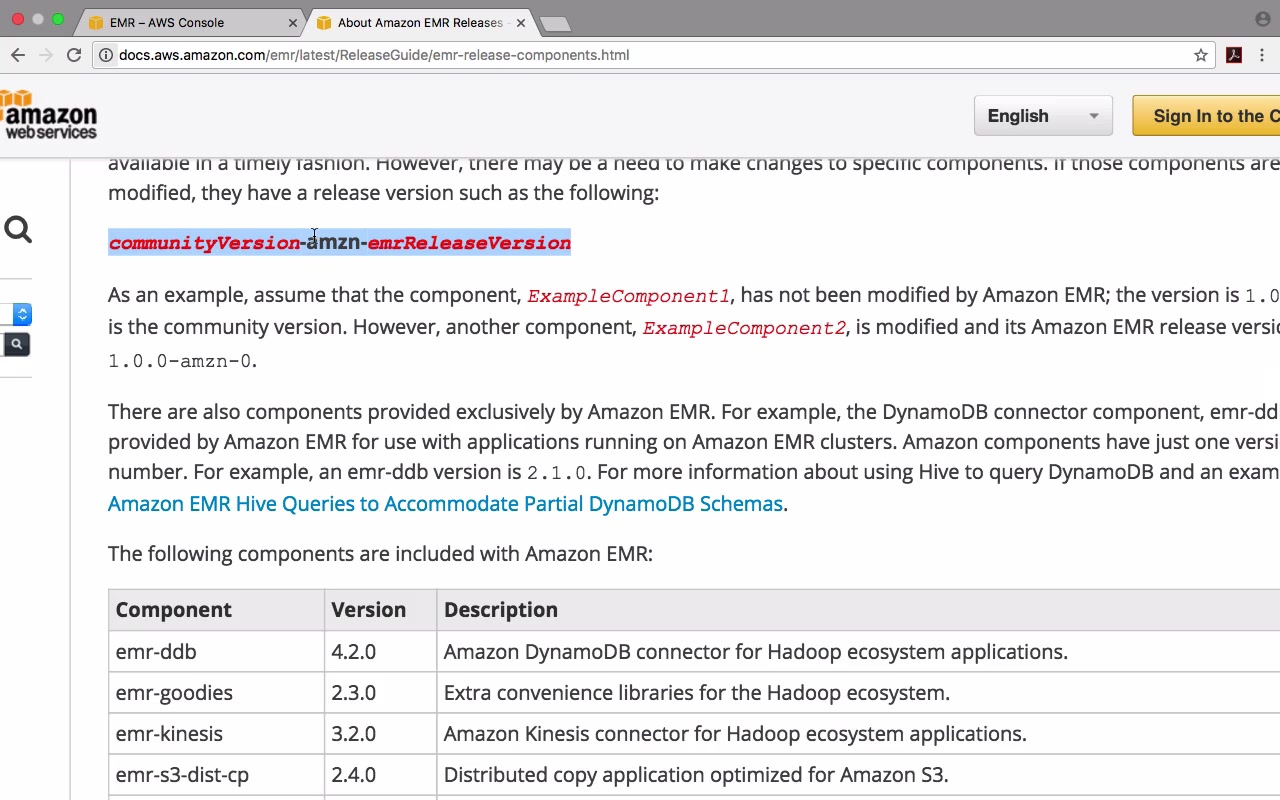 EMR – AWS Console
About Amazon EMR Releases -
docs.aws.amazon.com/emr/latest/ReleaseGuide/emr-release-components.html
amazon
webservices
English
Sign In to the C
available in a timely fashion. However, there may be a need to make changes to specific components. If those components are
modified, they have a release version such as the following:
communityVersion-amzn-emrReleaseVersion
As an example, assume that the component, ExampleComponent1, has not been modified by Amazon EMR; the version is 1.0
is the community version. However, another component, ExampleComponent2, is modified and its Amazon EMR release versio
1.0.0-amzn-0.
There are also components provided exclusively by Amazon EMR. For example, the DynamoDB connector component, emr-dd
provided by Amazon EMR for use with applications running on Amazon EMR clusters. Amazon components have just one versi
number. For example, an emr-ddb version is 2.1.0. For more information about using Hive to query DynamoDB and an exam
Amazon EMR Hive Queries to Accommodate Partial DynamoDB Schemas.
The following components are included with Amazon EMR:
Component Version Description
emr-ddb 4.2.0 Amazon DynamoDB connector for Hadoop ecosystem applications.
emr-goodies 2.3.0 Extra convenience libraries for the Hadoop ecosystem.
emr-kinesis 3.2.0 Amazon Kinesis connector for Hadoop ecosystem applications.
emr-s3-dist-cp 2.4.0 Distributed copy application optimized for Amazon S3.